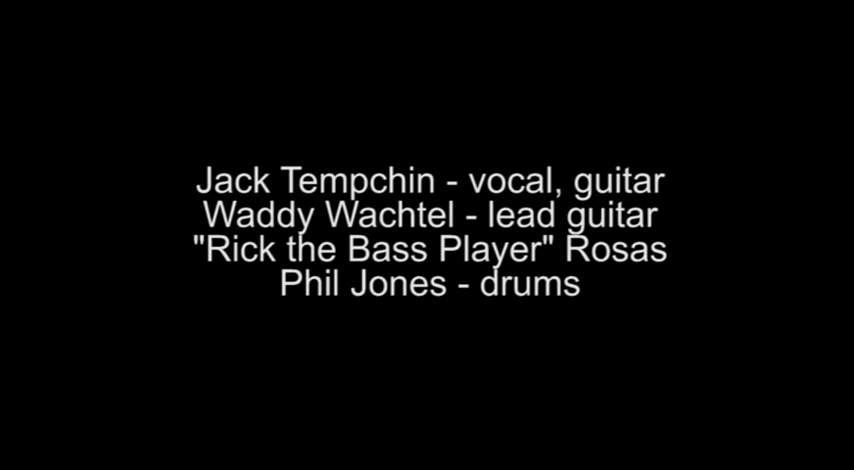 Jack Tempchin - vocal, guitar
Waddy Wachtel - lead guitar
"Rick the Bass Player" Rosas
Phil Jones - drums